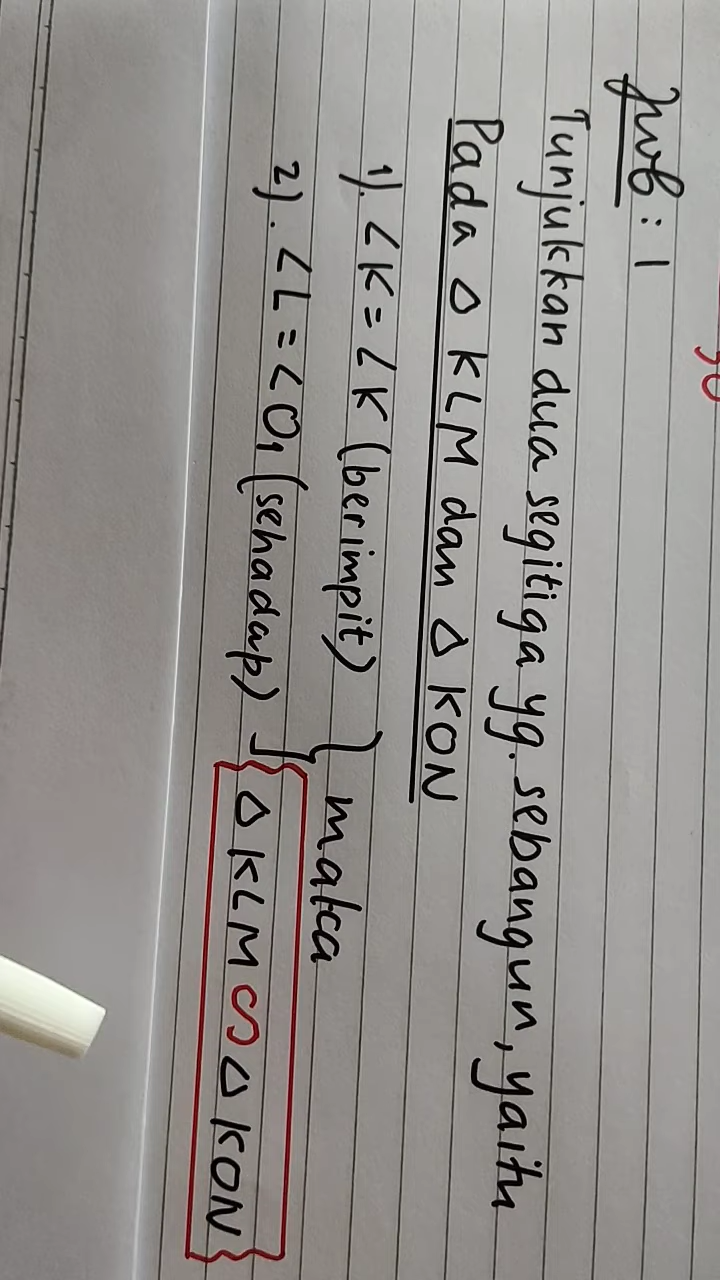 Jwb : 1
Tunjukkan dua segitiga yg. sebangun, yaitu
Pada Δ KLM dan Δ KON
1). ∠K = ∠K (berimpit) } maka
2). ∠L = ∠O₁ (sehadap)
Δ KLM ∽ Δ KON